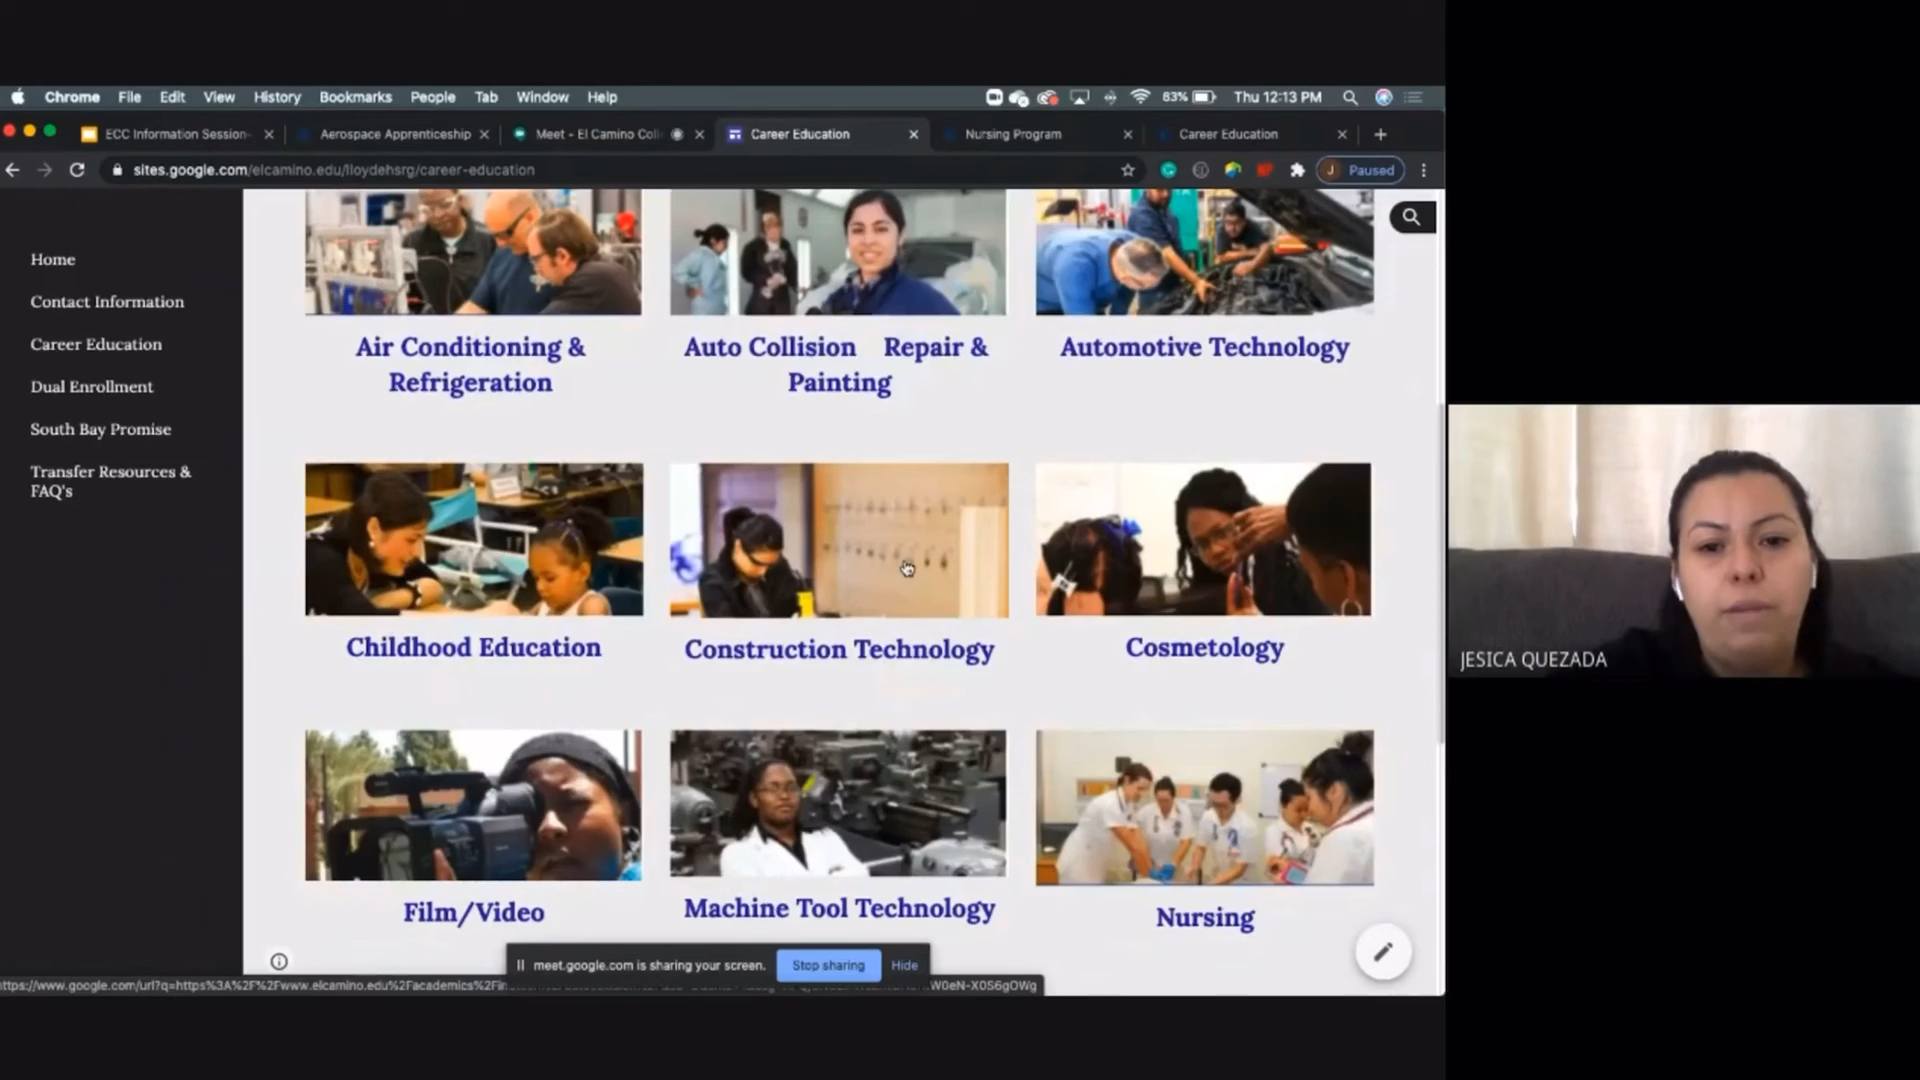 Chrome File Edit View History Bookmarks People Tab Window Help 83% Thu 12:13 PM
ECC Information Session- Aerospace Apprenticeship Meet - El Camino Coll Career Education Nursing Program Career Education
sites.google.com/elcamino.edu/lloydehsrg/career-education J Paused
Home
Contact Information
Career Education
Dual Enrollment
South Bay Promise
Transfer Resources &
FAQ's
Air Conditioning &
Refrigeration
Auto Collision Repair &
Painting
Automotive Technology
Childhood Education
Construction Technology
Cosmetology
Film/Video
Machine Tool Technology
Nursing
meet.google.com is sharing your screen. Stop sharing Hide
JESICA QUEZADA